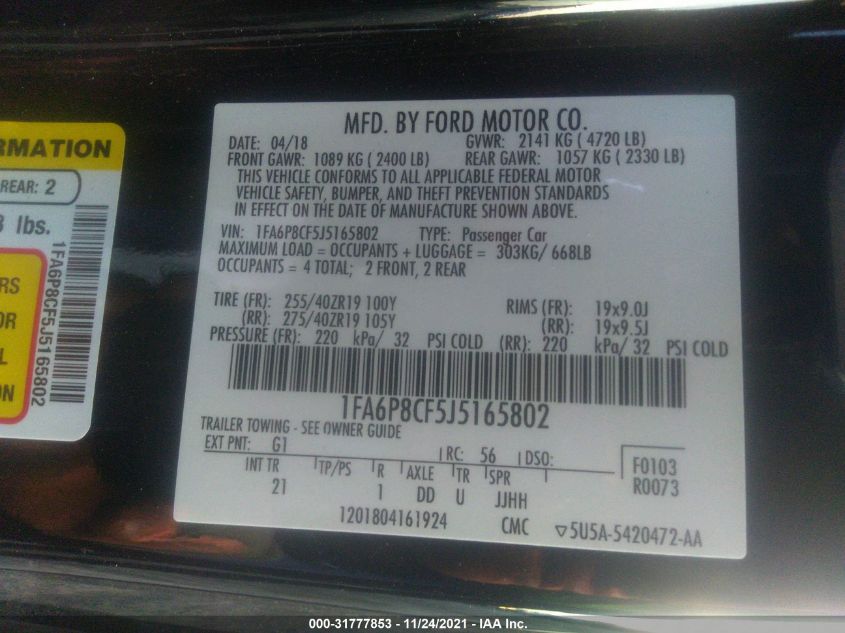 RMATION
REAR: 2
8 lbs.
RS
OR
L
ON
1FA6P8CF5J5165802
MFD. BY FORD MOTOR CO.
DATE: 04/18 GVWR: 2141 KG ( 4720 LB)
FRONT GAWR: 1089 KG ( 2400 LB) REAR GAWR: 1057 KG ( 2330 LB)
THIS VEHICLE CONFORMS TO ALL APPLICABLE FEDERAL MOTOR
VEHICLE SAFETY, BUMPER, AND THEFT PREVENTION STANDARDS
IN EFFECT ON THE DATE OF MANUFACTURE SHOWN ABOVE.
VIN: 1FA6P8CF5J5165802 TYPE: Passenger Car
MAXIMUM LOAD = OCCUPANTS + LUGGAGE = 303KG/ 668LB
OCCUPANTS = 4 TOTAL; 2 FRONT, 2 REAR
TIRE (FR): 255/40ZR19 100Y RIMS (FR): 19x9.0J
(RR): 275/40ZR19 105Y (RR): 19x9.5J
PRESSURE (FR): 220 kPa/ 32 PSI COLD (RR): 220 kPa/ 32 PSI COLD
1FA6P8CF5J5165802
TRAILER TOWING - SEE OWNER GUIDE
EXT PNT: G1 RC: 56 DSO: F0103
INT TR TP/PS R AXLE TR SPR R0073
21 1 DD U JJHH
1201804161924 CMC ▽5U5A-5420472-AA
000-31777853 - 11/24/2021 - IAA Inc.